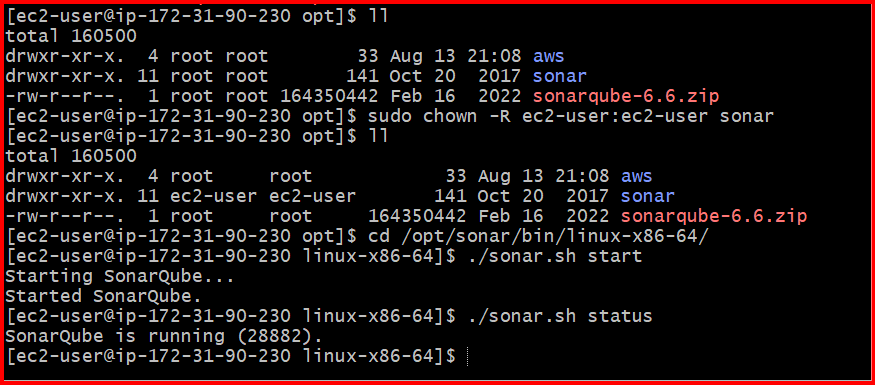 [ec2-user@ip-172-31-90-230 opt]$ ll
total 160500
drwxr-xr-x.  4 root root        33 Aug 13 21:08 aws
drwxr-xr-x. 11 root root       141 Oct 20  2017 sonar
-rw-r--r--.  1 root root 164350442 Feb 16  2022 sonarqube-6.6.zip
[ec2-user@ip-172-31-90-230 opt]$ sudo chown -R ec2-user:ec2-user sonar
[ec2-user@ip-172-31-90-230 opt]$ ll
total 160500
drwxr-xr-x.  4 root     root            33 Aug 13 21:08 aws
drwxr-xr-x. 11 ec2-user ec2-user       141 Oct 20  2017 sonar
-rw-r--r--.  1 root     root     164350442 Feb 16  2022 sonarqube-6.6.zip
[ec2-user@ip-172-31-90-230 opt]$ cd /opt/sonar/bin/linux-x86-64/
[ec2-user@ip-172-31-90-230 linux-x86-64]$ ./sonar.sh start
Starting SonarQube...
Started SonarQube.
[ec2-user@ip-172-31-90-230 linux-x86-64]$ ./sonar.sh status
SonarQube is running (28882).
[ec2-user@ip-172-31-90-230 linux-x86-64]$